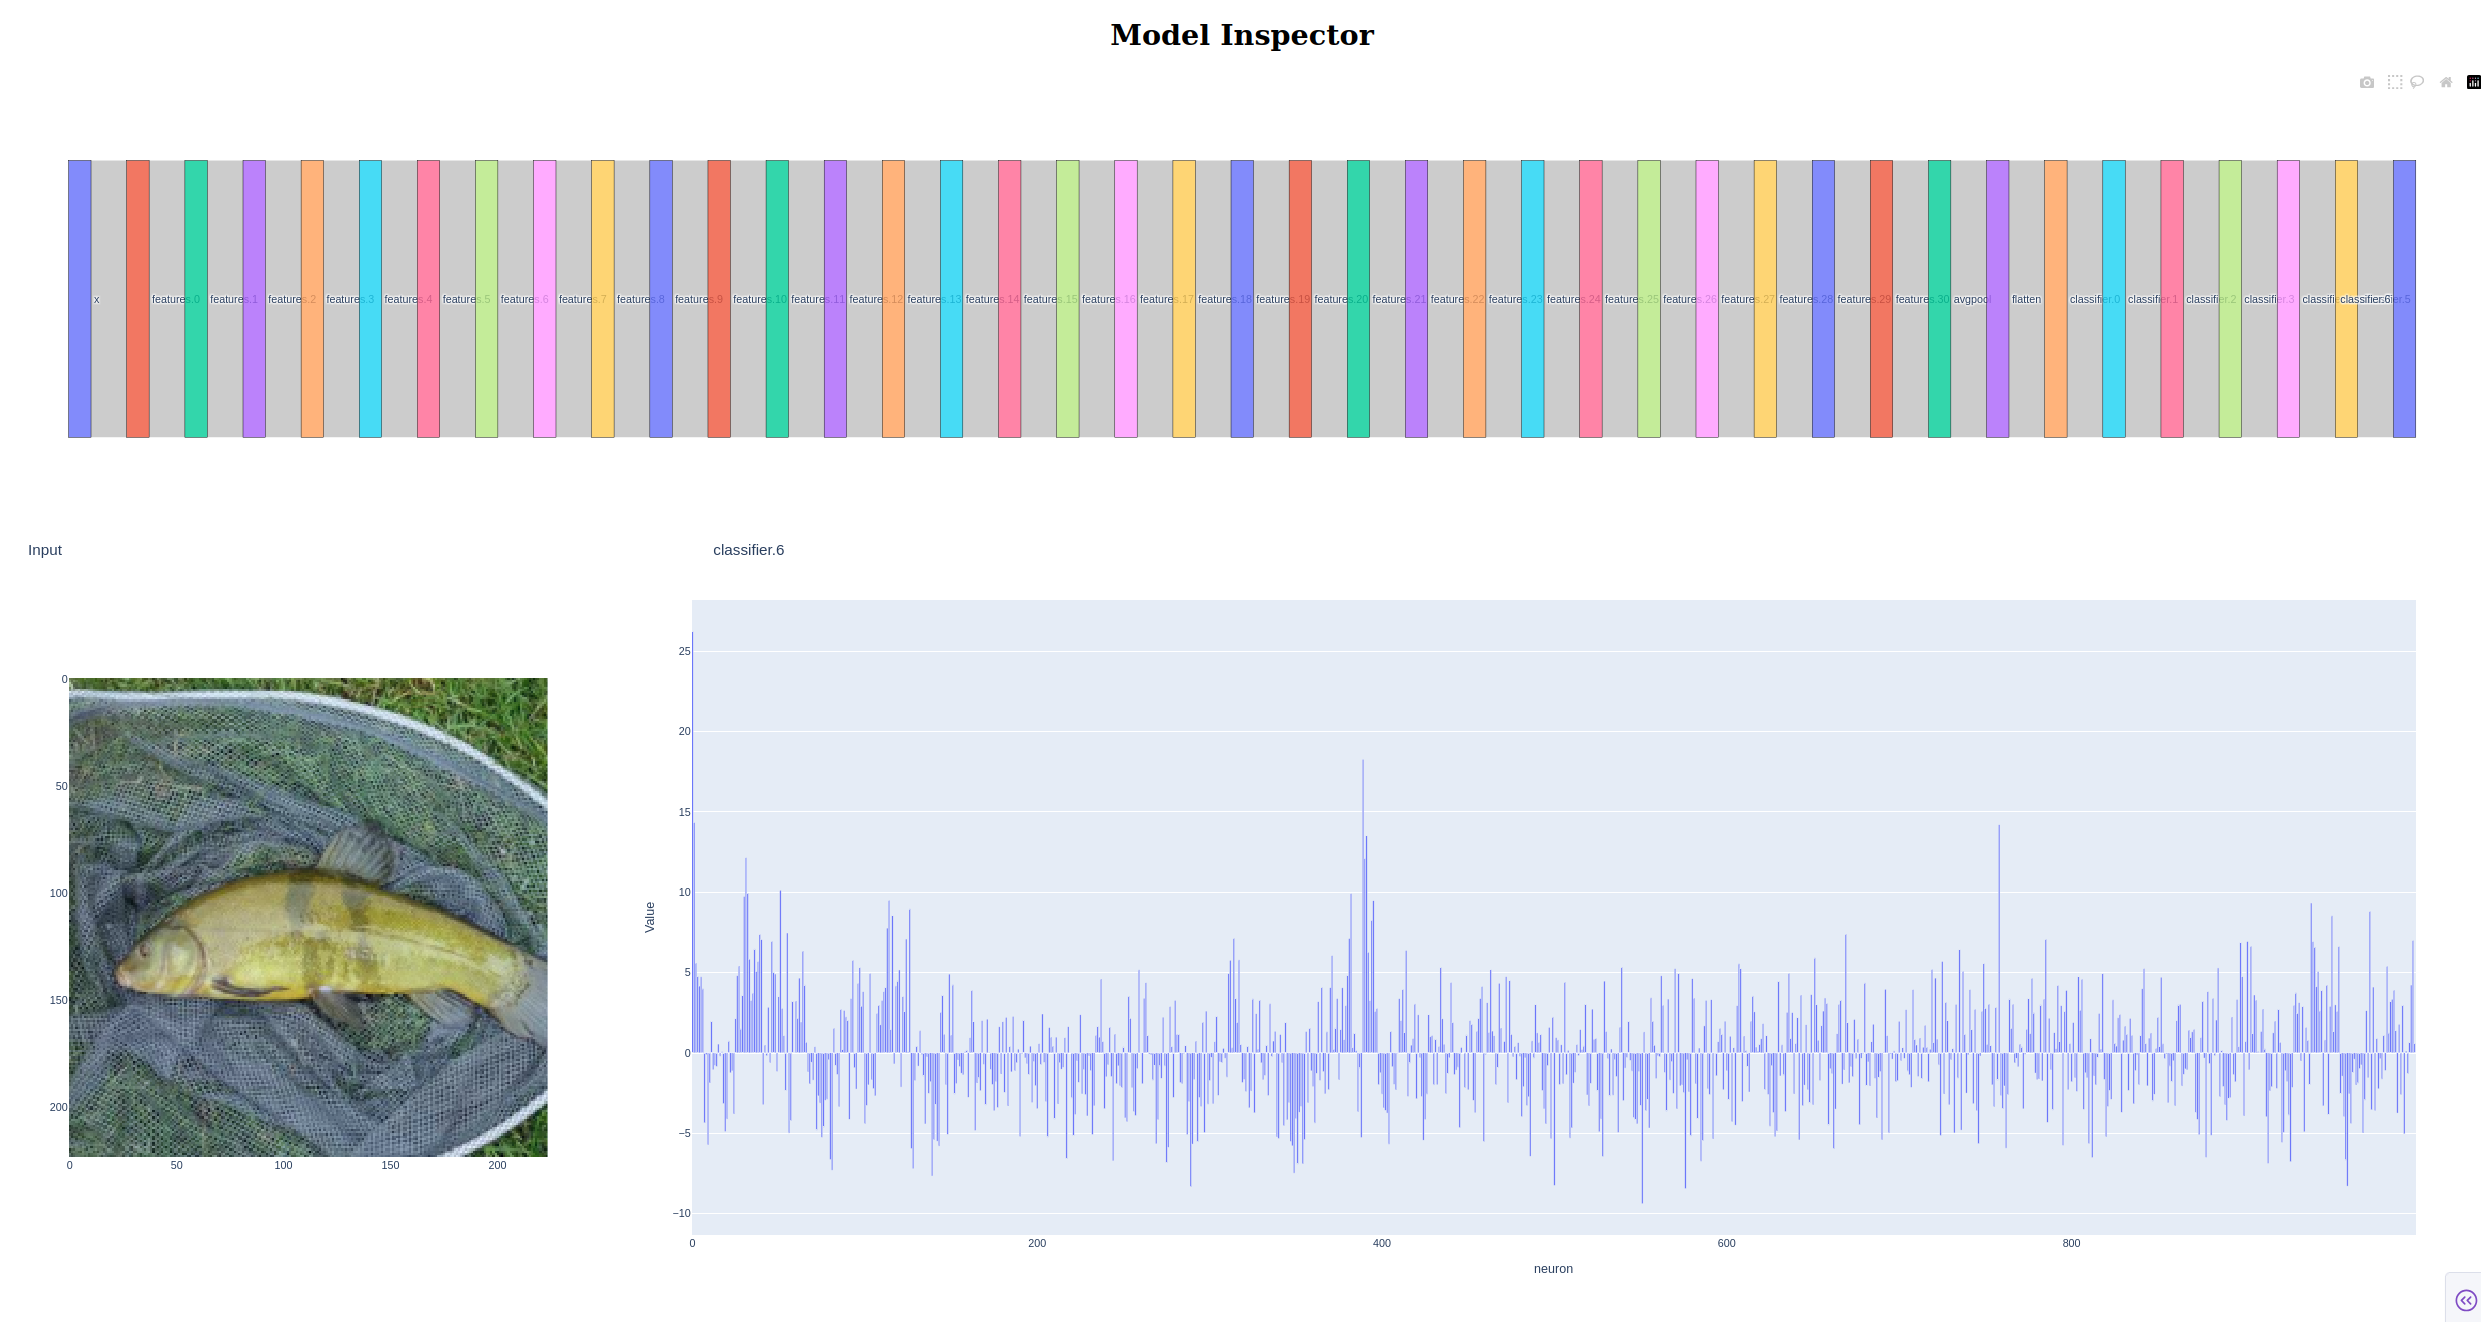 Model Inspector
x features.0 features.1 features.2 features.3 features.4 features.5 features.6 features.7 features.8 features.9 features.10 features.11 features.12 features.13 features.14 features.15 features.16 features.17 features.18 features.19 features.20 features.21 features.22 features.23 features.24 features.25 features.26 features.27 features.28 features.29 features.30 avgpool flatten classifier.0 classifier.1 classifier.2 classifier.3 classifier.6
Input
classifier.6
0
50
100
150
200
0 50 100 150 200
Value
25
20
15
10
5
0
−5
−10
0 200 400 600 800
neuron